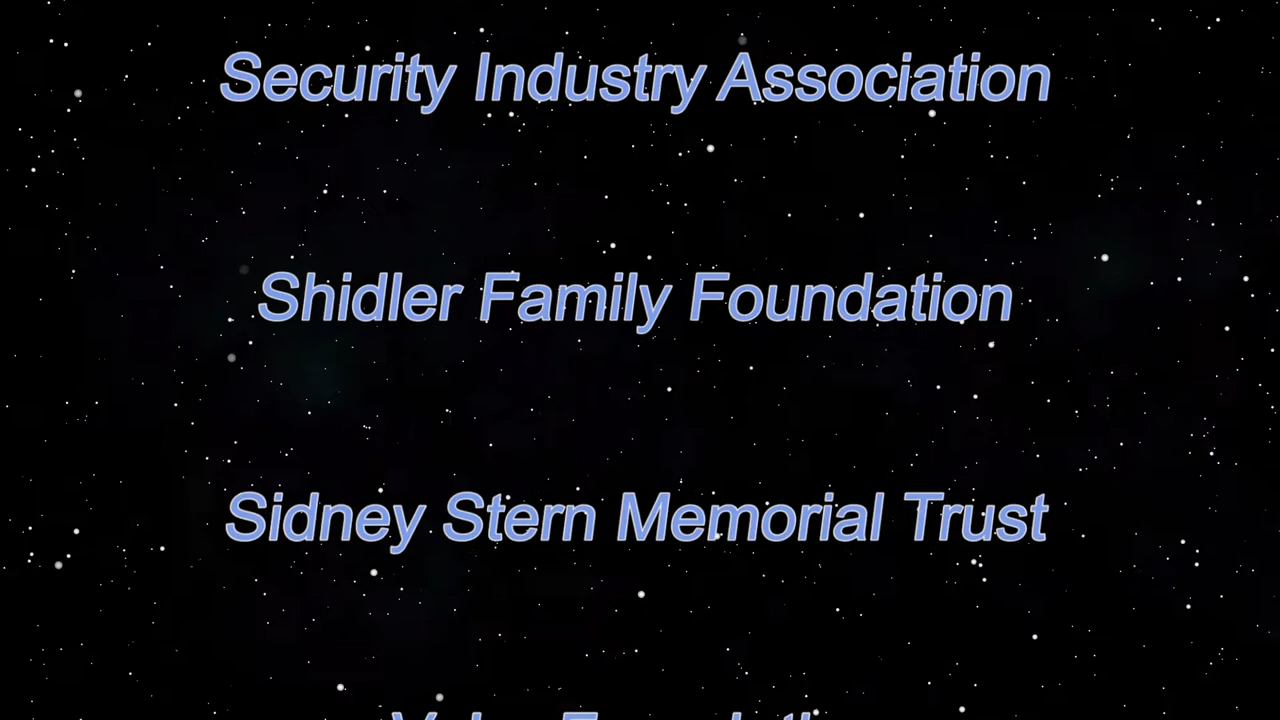 Security Industry Association
Shidler Family Foundation
Sidney Stern Memorial Trust